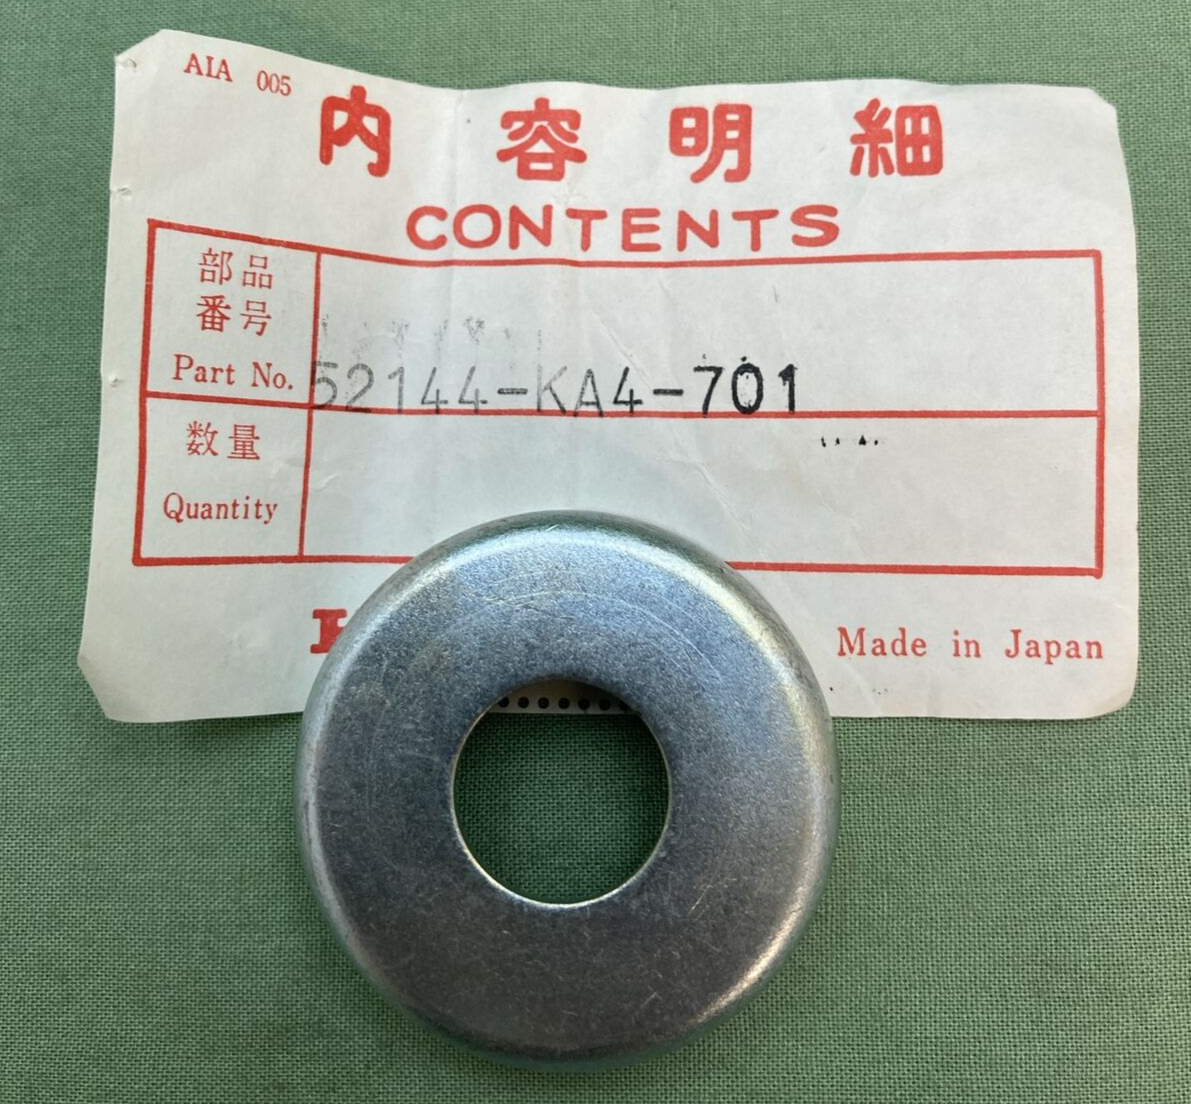 AIA 005
内容明細
CONTENTS
部品
番号
Part No.
52144-KA4-701
数量
Quantity
Made in Japan